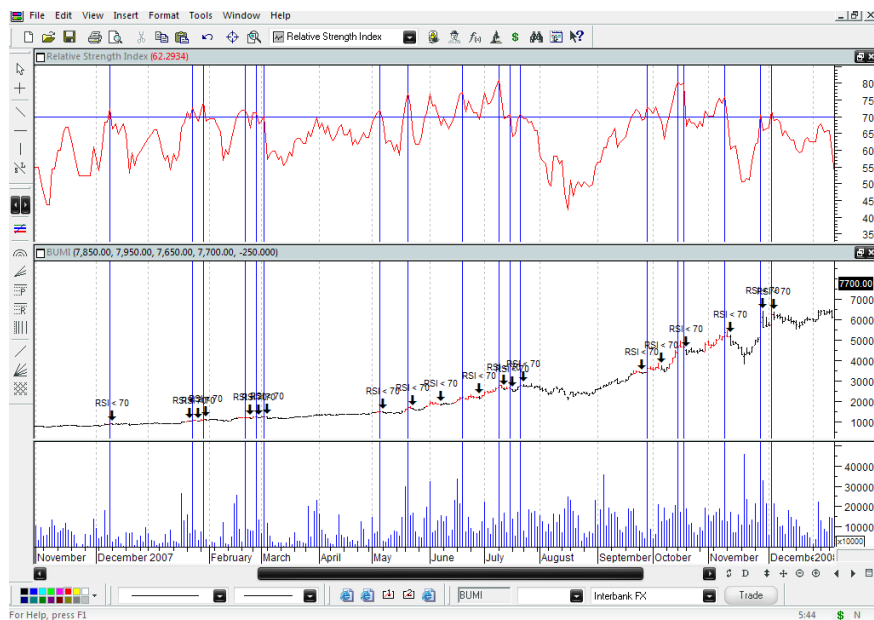 File Edit View Insert Format Tools Window Help
Relative Strength Index
Relative Strength Index (62.2934)
80
75
70
65
60
55
50
45
40
35
BUMI (7,850.00, 7,950.00, 7,650.00, 7,700.00, -250.000)
7700.00
7000
6000
5000
4000
3000
2000
1000
RSI < 70
RSI < 70
RSI < 70
RSI < 70
RSI < 70
RSI < 70
RSI < 70
RSI < 70
RSI < 70
RSI < 70
40000
30000
20000
10000
x10000
November December 2007 February March April May June July August September October November Decembe 200
BUMI Interbank FX Trade
For Help, press F1 5:44 $ N